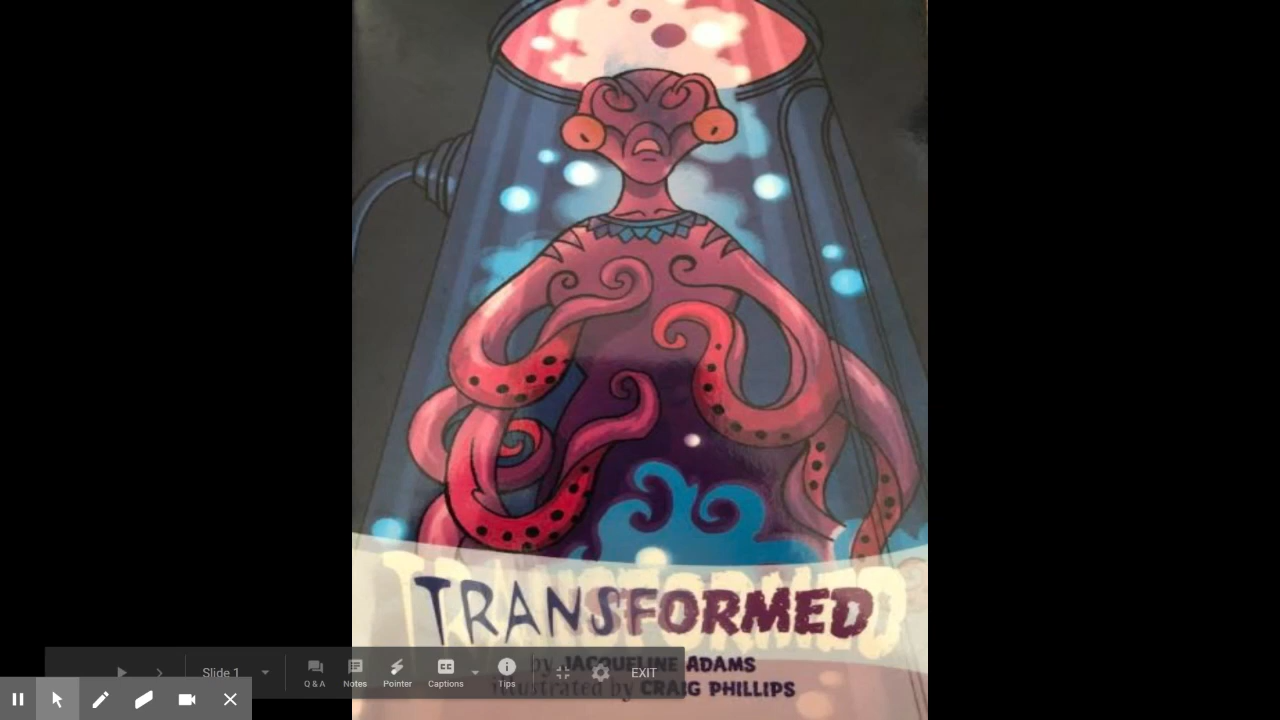 TRANSFORMED
by JACQUELINE ADAMS
illustrated by CRAIG PHILLIPS
Slide 1
Q & A
Notes
Pointer
Captions
Tips
EXIT